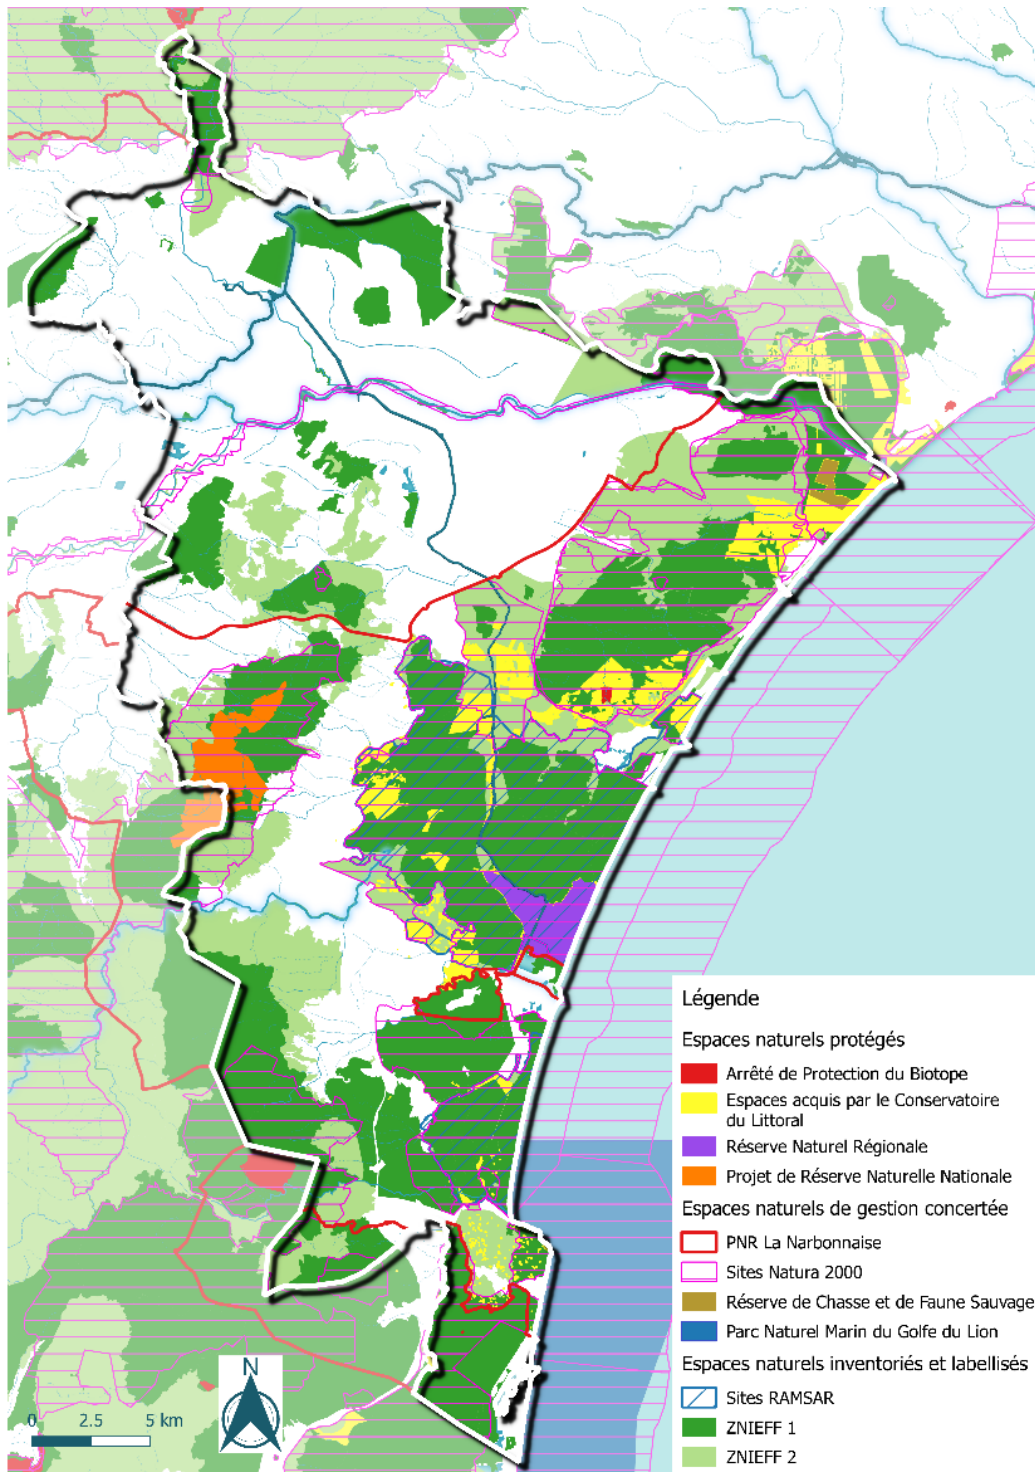 Légende
Espaces naturels protégés
Arrêté de Protection du Biotope
Espaces acquis par le Conservatoire
du Littoral
Réserve Naturel Régionale
Projet de Réserve Naturelle Nationale
Espaces naturels de gestion concertée
PNR La Narbonnaise
Sites Natura 2000
Réserve de Chasse et de Faune Sauvage
Parc Naturel Marin du Golfe du Lion
Espaces naturels inventoriés et labellisés
Sites RAMSAR
ZNIEFF 1
ZNIEFF 2
N
0 2.5 5 km